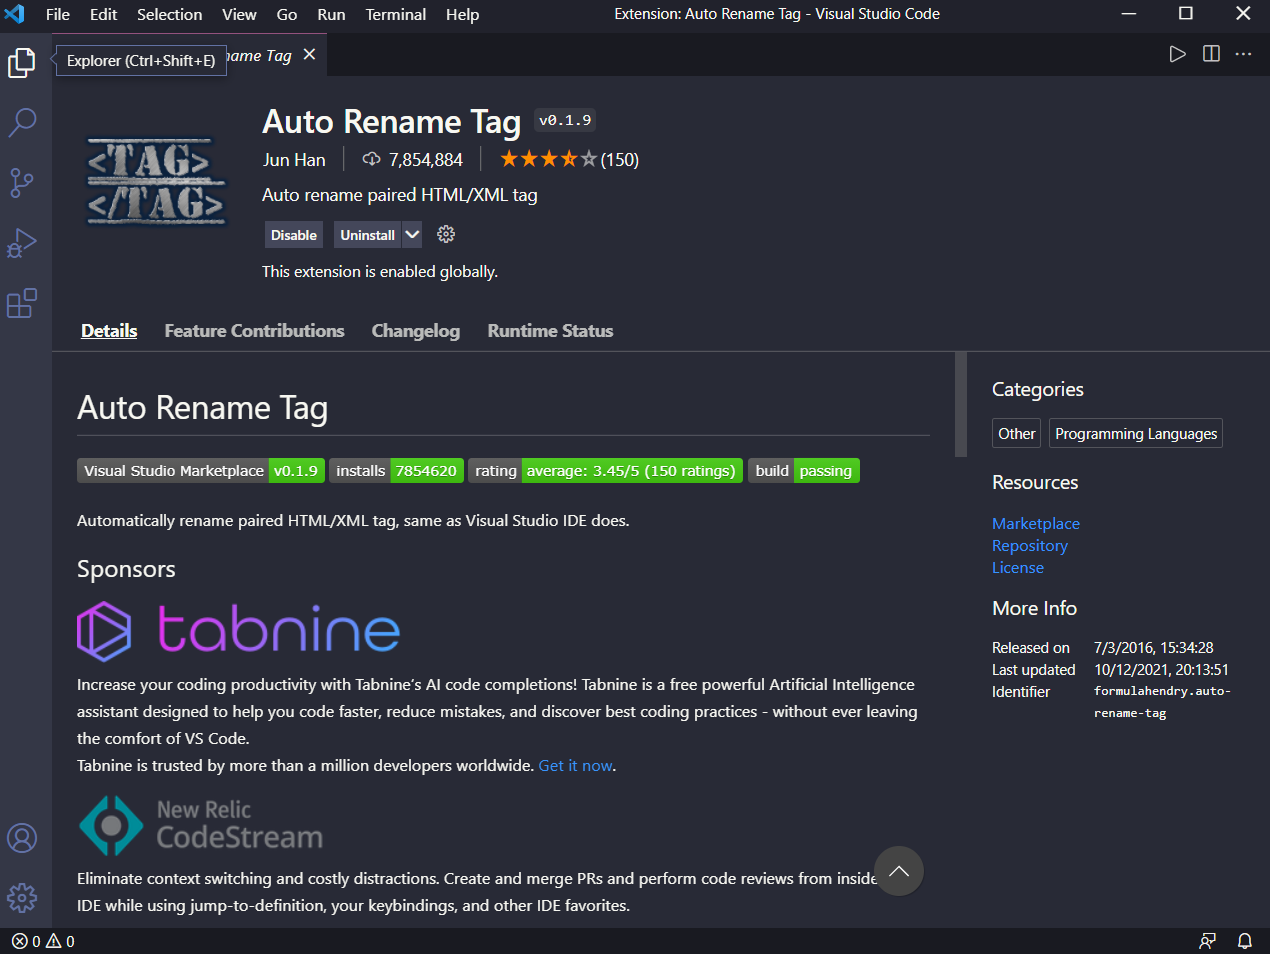 File Edit Selection View Go Run Terminal Help Extension: Auto Rename Tag - Visual Studio Code
Explorer (Ctrl+Shift+E) name Tag
<TAG>
</TAG>
Auto Rename Tag v0.1.9
Jun Han 7,854,884 (150)
Auto rename paired HTML/XML tag
Disable Uninstall
This extension is enabled globally.
Details Feature Contributions Changelog Runtime Status
Auto Rename Tag
Visual Studio Marketplace v0.1.9 installs 7854620 rating average: 3.45/5 (150 ratings) build passing
Automatically rename paired HTML/XML tag, same as Visual Studio IDE does.
Sponsors
tabnine
Increase your coding productivity with Tabnine's AI code completions! Tabnine is a free powerful Artificial Intelligence
assistant designed to help you code faster, reduce mistakes, and discover best coding practices - without ever leaving
the comfort of VS Code.
Tabnine is trusted by more than a million developers worldwide. Get it now.
New Relic
CodeStream
Eliminate context switching and costly distractions. Create and merge PRs and perform code reviews from inside
IDE while using jump-to-definition, your keybindings, and other IDE favorites.
Categories
Other Programming Languages
Resources
Marketplace
Repository
License
More Info
Released on 7/3/2016, 15:34:28
Last updated 10/12/2021, 20:13:51
Identifier formulahendry.auto-
rename-tag
0 0